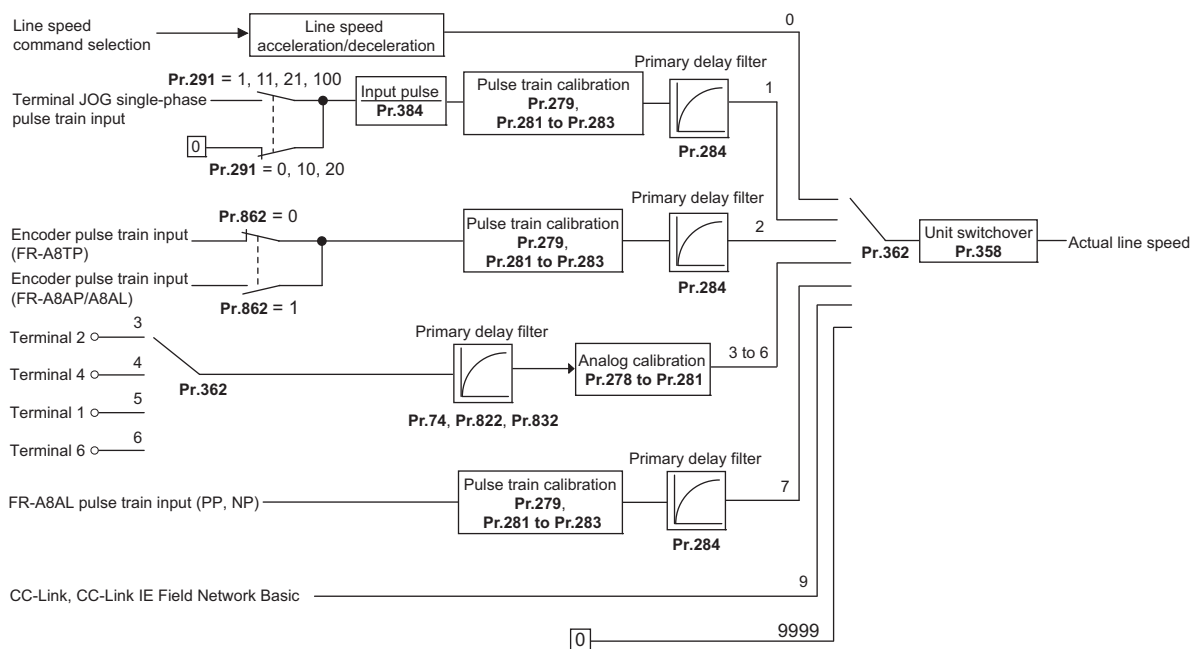 Line speed
command selection
Line speed
acceleration/deceleration
0
Pr.291 = 1, 11, 21, 100
Terminal JOG single-phase
pulse train input
0
Pr.291 = 0, 10, 20
Input pulse
Pr.384
Pulse train calibration
Pr.279,
Pr.281 to Pr.283
Primary delay filter
Pr.284
1
Pr.862 = 0
Encoder pulse train input
(FR-A8TP)
Encoder pulse train input
(FR-A8AP/A8AL)
Pr.862 = 1
Pulse train calibration
Pr.279,
Pr.281 to Pr.283
Primary delay filter
Pr.284
2
Pr.362
Unit switchover
Pr.358
Actual line speed
Terminal 2
3
Terminal 4
4
Terminal 1
5
Terminal 6
6
Pr.362
Primary delay filter
Pr.74, Pr.822, Pr.832
Analog calibration
Pr.278 to Pr.281
3 to 6
FR-A8AL pulse train input (PP, NP)
Pulse train calibration
Pr.279,
Pr.281 to Pr.283
Primary delay filter
Pr.284
7
CC-Link, CC-Link IE Field Network Basic
9
0
9999